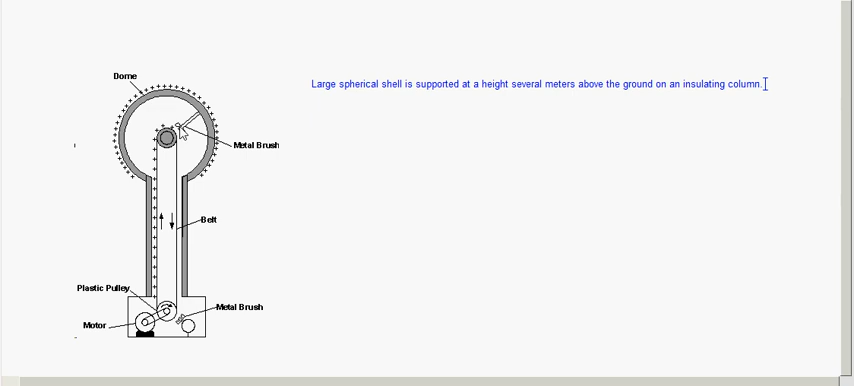 Dome
Large spherical shell is supported at a height several meters above the ground on an insulating column.
Metal Brush
Belt
Plastic Pulley
Metal Brush
Motor